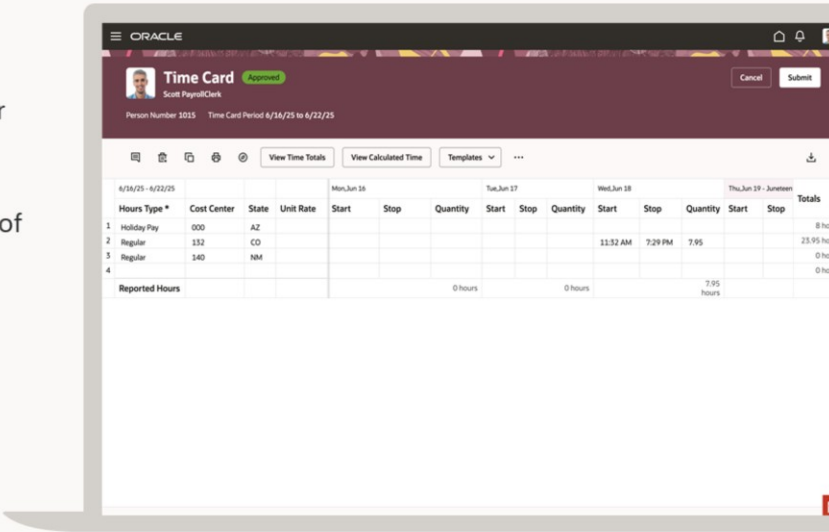 r
of
ORACLE
Time Card Approved
Scott PayrollClerk
Cancel Submit
Person Number 1015 Time Card Period 6/16/25 to 6/22/25
View Time Totals View Calculated Time Templates ...
6/16/25 - 6/22/25 Mon,Jun 16 Tue,Jun 17 Wed,Jun 18 Thu,Jun 19 - Juneteen
Hours Type * Cost Center State Unit Rate Start Stop Quantity Start Stop Quantity Start Stop Quantity Start Stop Totals
1 Holiday Pay 000 AZ 8 ho
2 Regular 132 CO 11:32 AM 7:29 PM 7.95 23.95 ho
3 Regular 140 NM 0 ho
4 0 ho
Reported Hours 0 hours 0 hours 7.95 hours